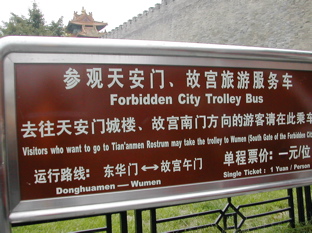 参观天安门、故宫旅游服务车
Forbidden City Trolley Bus
去往天安门城楼、故宫南门方向的游客请在此乘车
Visitors who want to go to Tian'anmen Rostrum may take the trolley to Wumen (South Gate of the Forbidden City
运行路线: 东华门↔故宫午门
单程票价: 一元/位
Donghuamen — Wumen
Single Ticket : 1 Yuan / Person